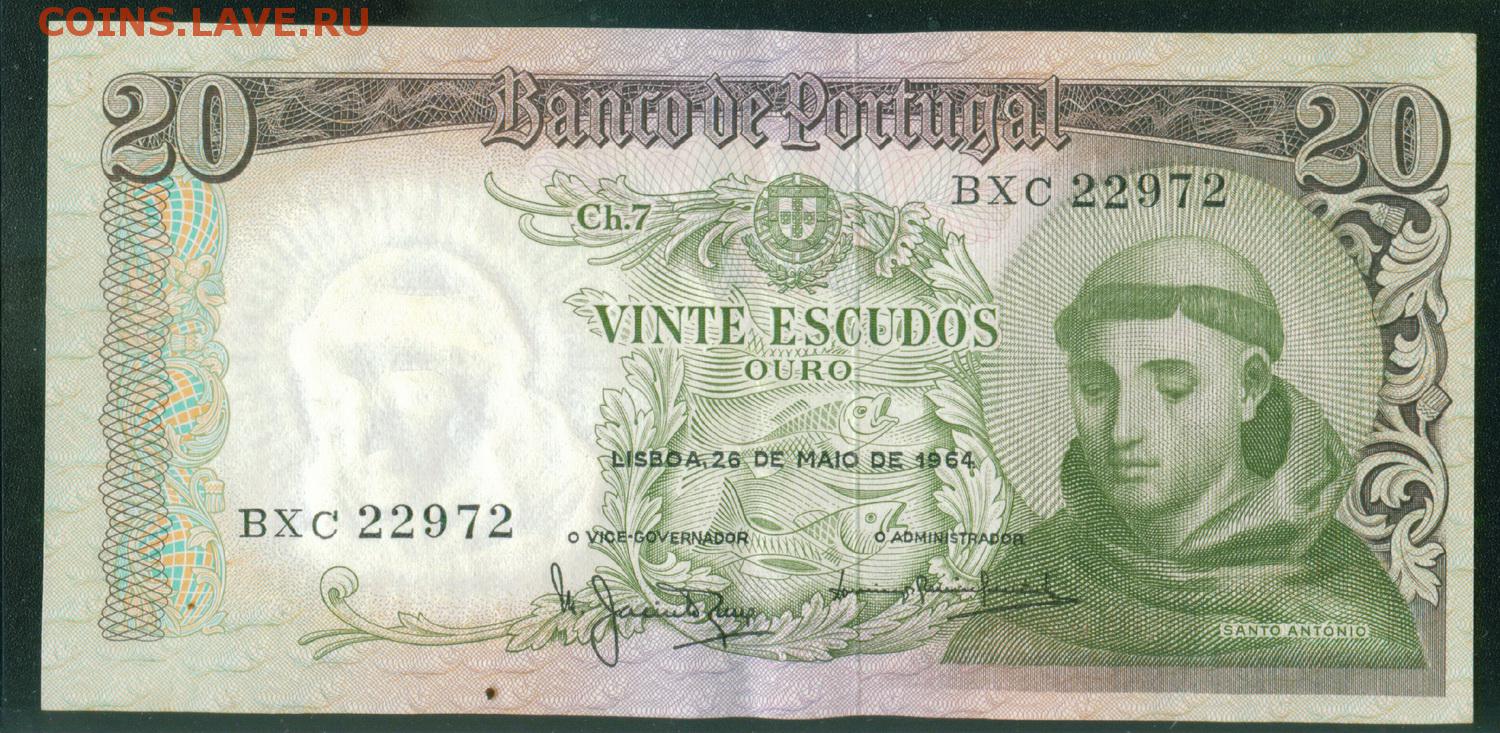 COINS.LAVE.RU
20 Banco de Portugal 20
BXC 22972
Ch.7
VINTE ESCUDOS
OURO
LISBOA, 26 DE MAIO DE 1964
BXC 22972
O VICE-GOVERNADOR O ADMINISTRADOR
SANTO ANTÓNIO